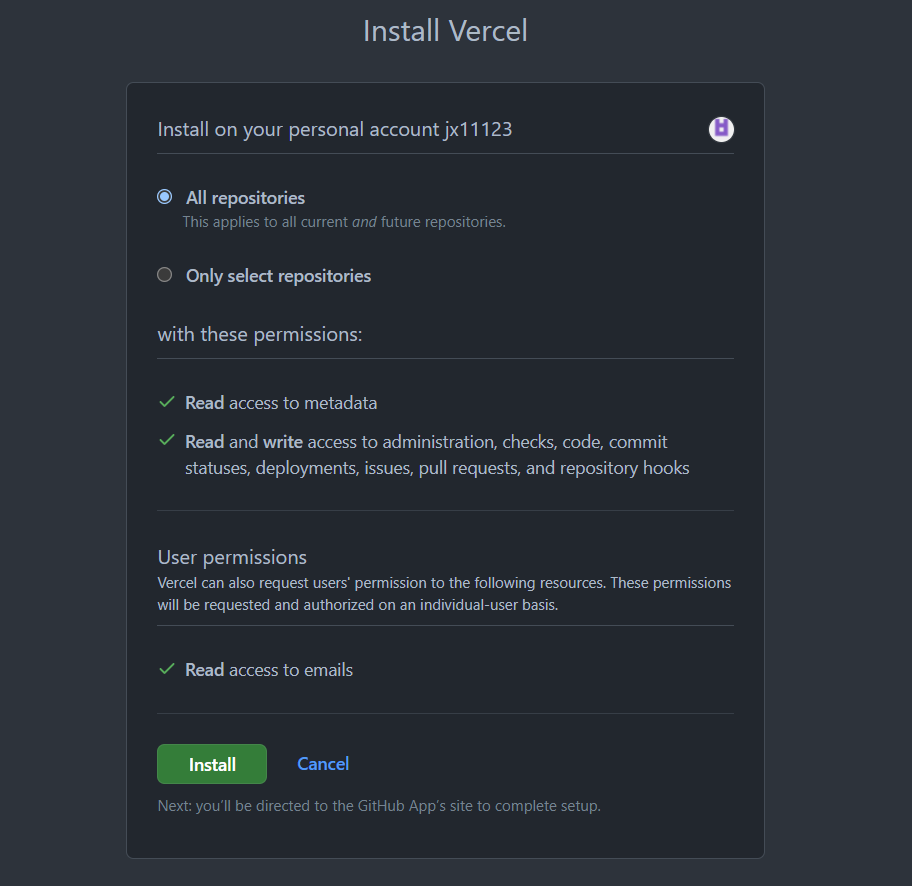 Install Vercel
Install on your personal account jx11123
All repositories
This applies to all current and future repositories.
Only select repositories
with these permissions:
Read access to metadata
Read and write access to administration, checks, code, commit
statuses, deployments, issues, pull requests, and repository hooks
User permissions
Vercel can also request users' permission to the following resources. These permissions
will be requested and authorized on an individual-user basis.
Read access to emails
Install Cancel
Next: you'll be directed to the GitHub App's site to complete setup.